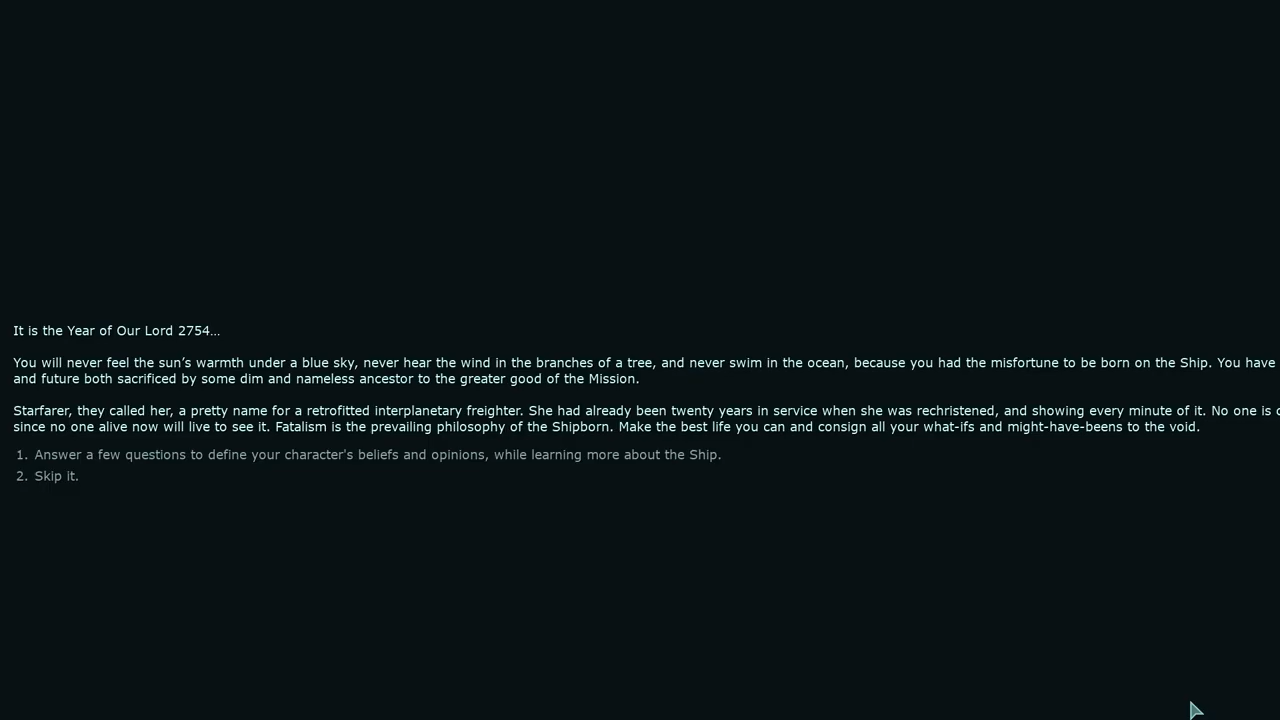 It is the Year of Our Lord 2754…
You will never feel the sun’s warmth under a blue sky, never hear the wind in the branches of a tree, and never swim in the ocean, because you had the misfortune to be born on the Ship. You have
and future both sacrificed by some dim and nameless ancestor to the greater good of the Mission.
Starfarer, they called her, a pretty name for a retrofitted interplanetary freighter. She had already been twenty years in service when she was rechristened, and showing every minute of it. No one is
since no one alive now will live to see it. Fatalism is the prevailing philosophy of the Shipborn. Make the best life you can and consign all your what-ifs and might-have-beens to the void.
1. Answer a few questions to define your character's beliefs and opinions, while learning more about the Ship.
2. Skip it.